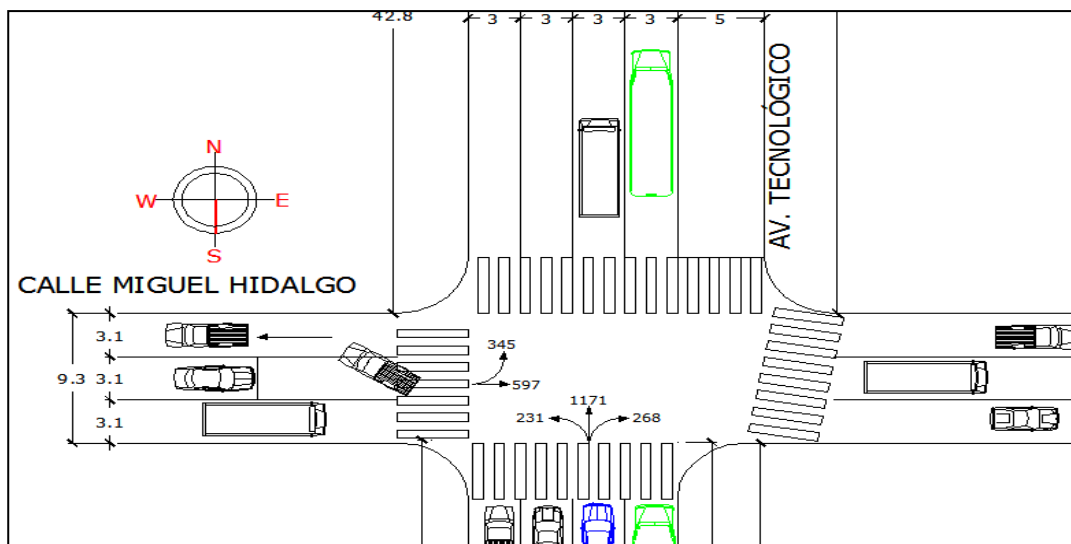 42.8
3 3 3 3 5
AV. TECNOLOGICO
N
W E
S
CALLE MIGUEL HIDALGO
3.1
9.3 3.1
3.1
345
597
1171
231 268